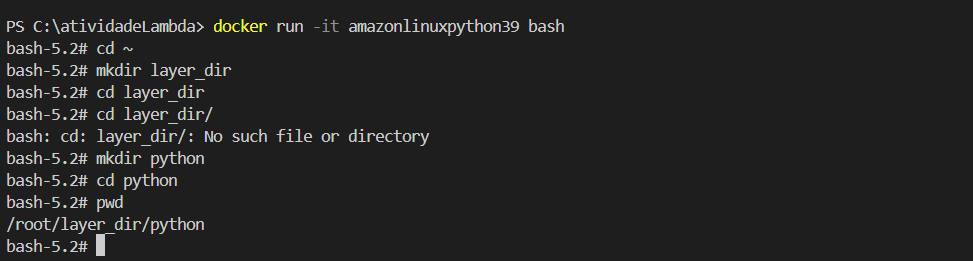 PS C:\atividadeLambda> docker run -it amazonlinuxpython39 bash
bash-5.2# cd ~
bash-5.2# mkdir layer_dir
bash-5.2# cd layer_dir
bash-5.2# cd layer_dir/
bash: cd: layer_dir/: No such file or directory
bash-5.2# mkdir python
bash-5.2# cd python
bash-5.2# pwd
/root/layer_dir/python
bash-5.2#